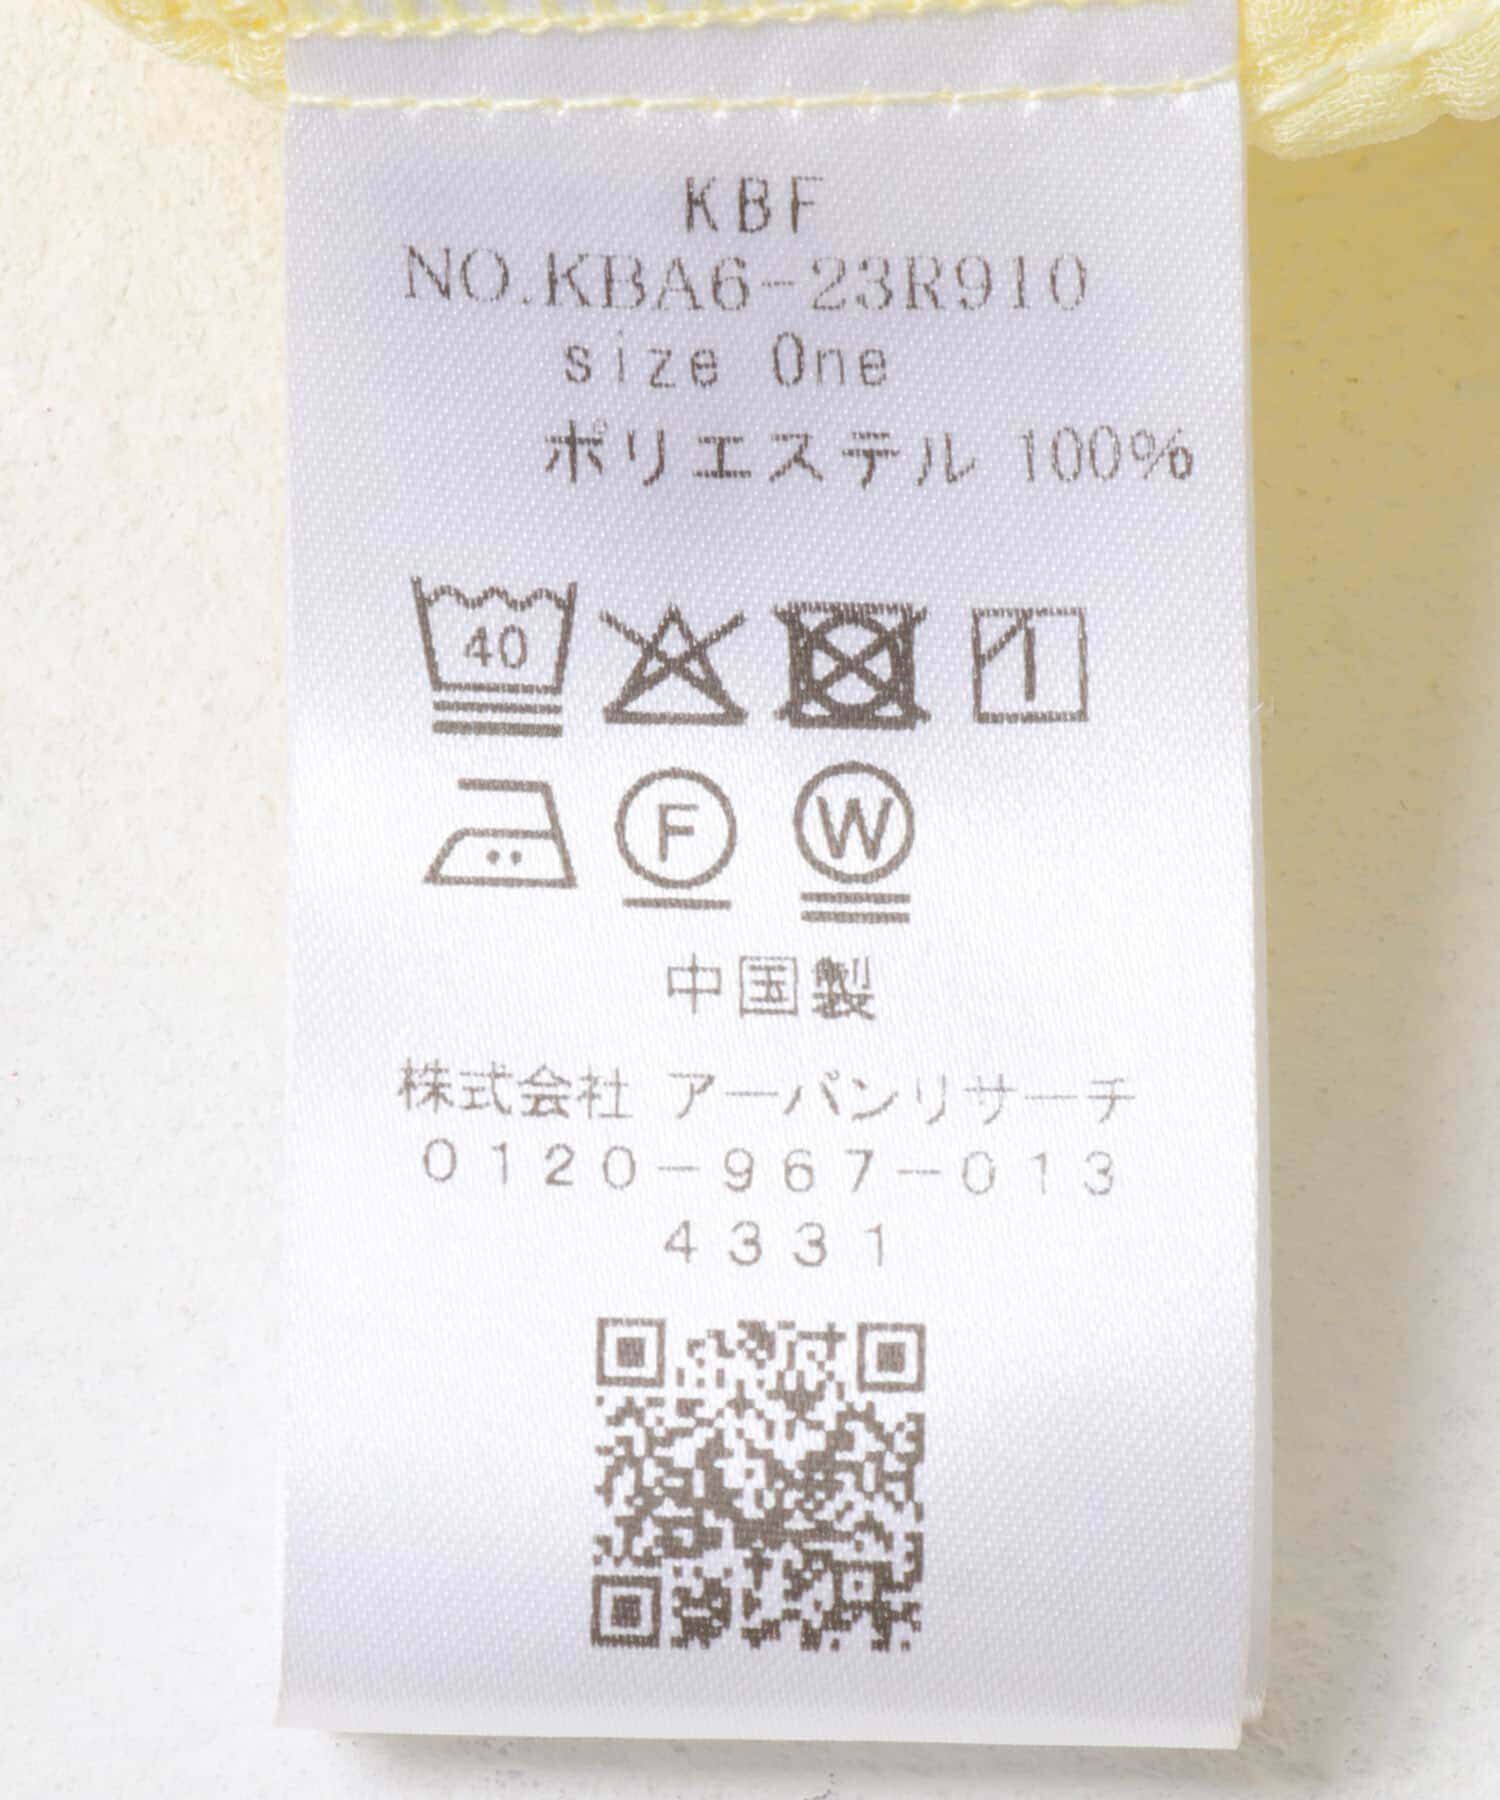 KBF
NO.KBA6-23R910
size One
ポリエステル 100%
40
F
W
中国製
株式会社 アーバンリサーチ
0120-967-013
4331